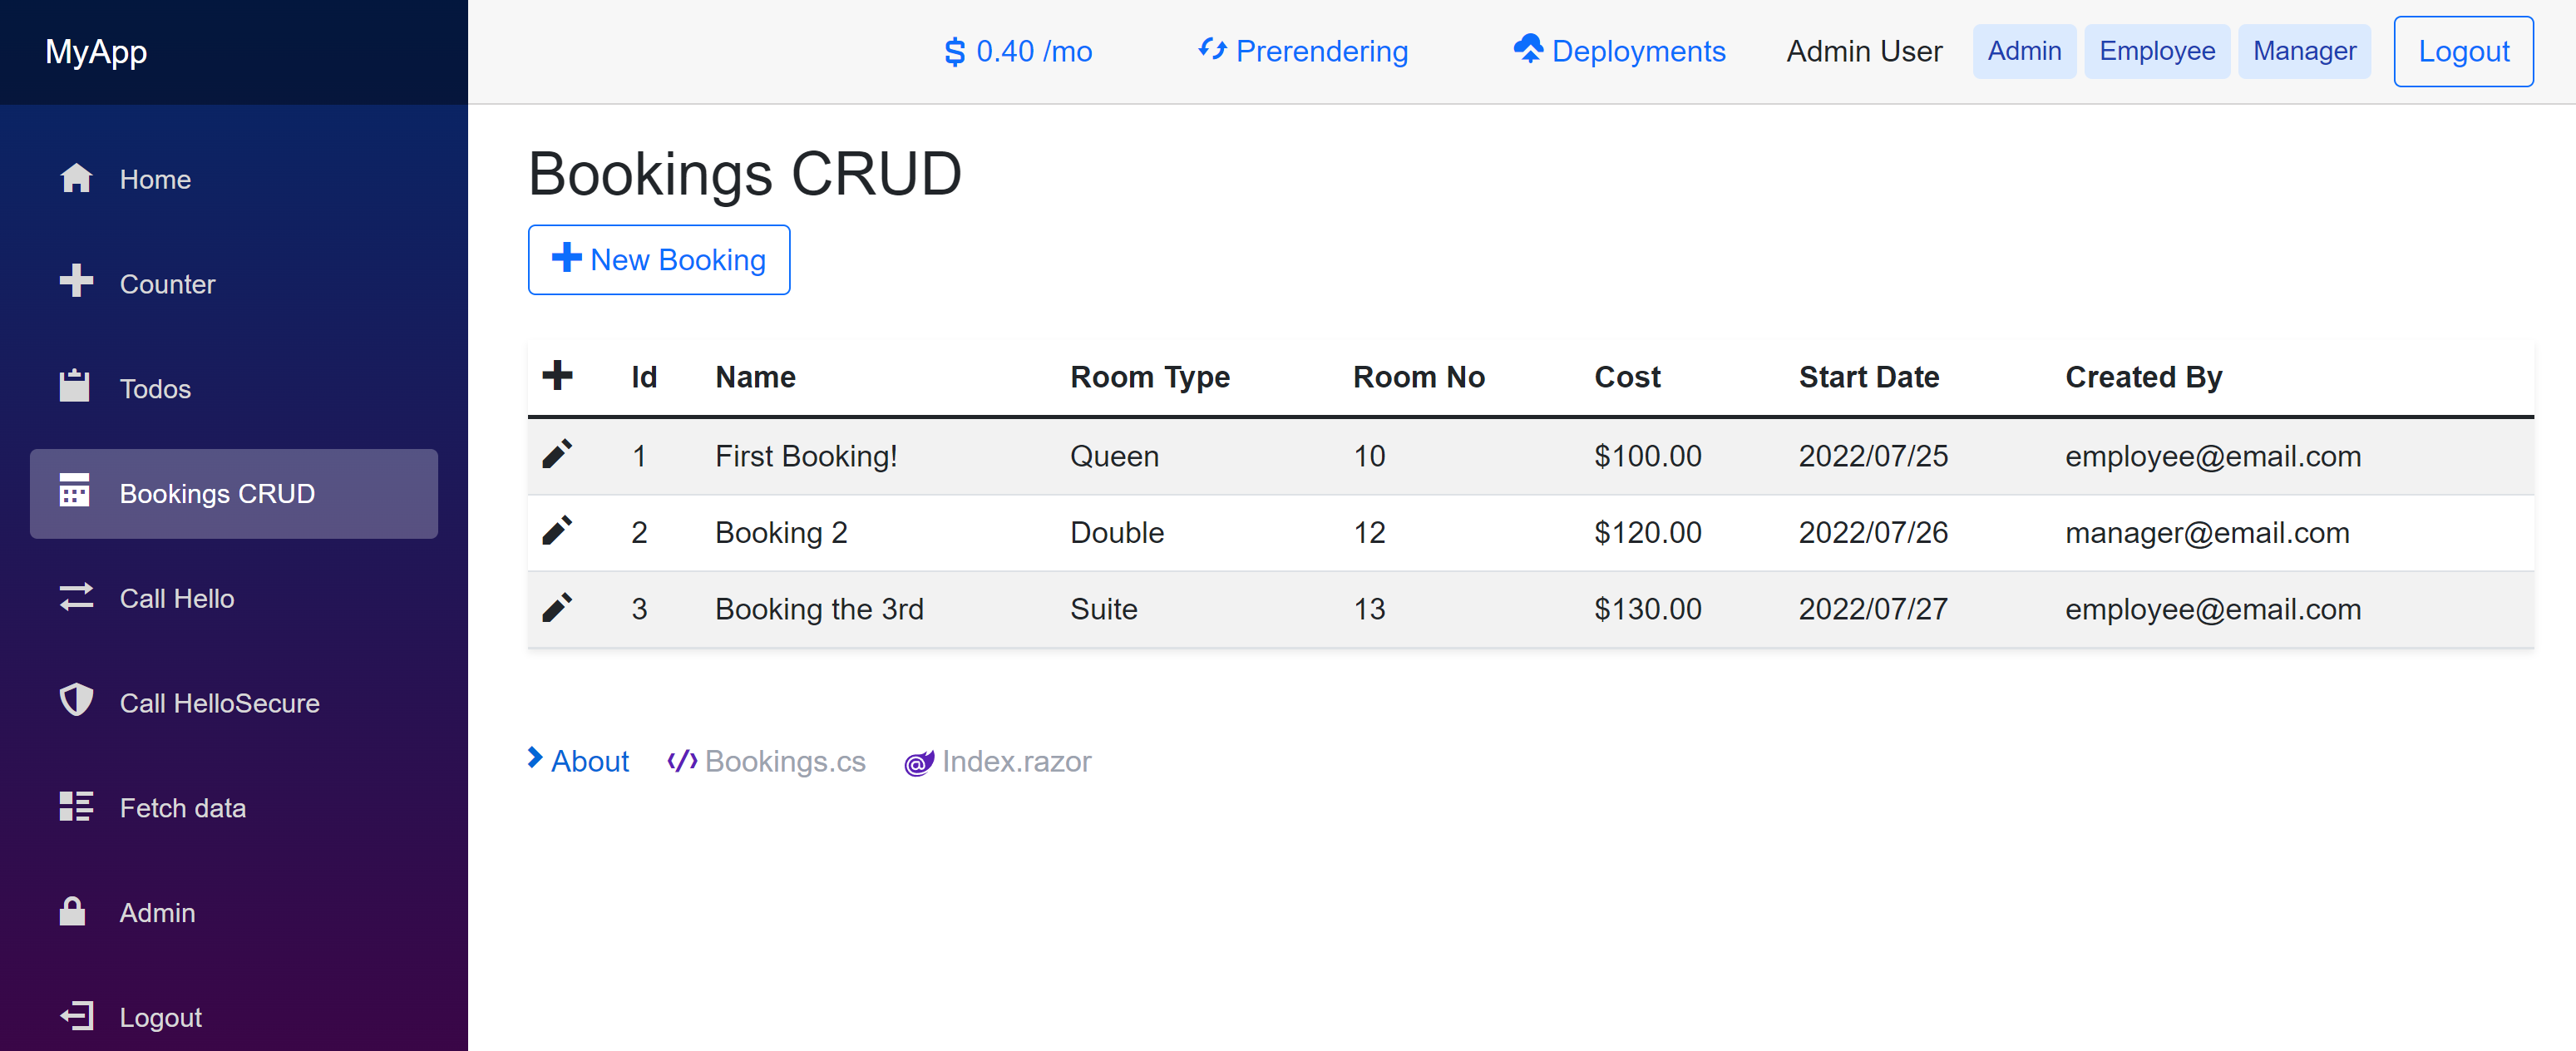 MyApp
$ 0.40 /mo Prerendering Deployments Admin User Admin Employee Manager Logout
Home
Counter
Todos
Bookings CRUD
Call Hello
Call HelloSecure
Fetch data
Admin
Logout
Bookings CRUD
New Booking
Id Name Room Type Room No Cost Start Date Created By
1 First Booking! Queen 10 $100.00 2022/07/25 employee@email.com
2 Booking 2 Double 12 $120.00 2022/07/26 manager@email.com
3 Booking the 3rd Suite 13 $130.00 2022/07/27 employee@email.com
About Bookings.cs Index.razor